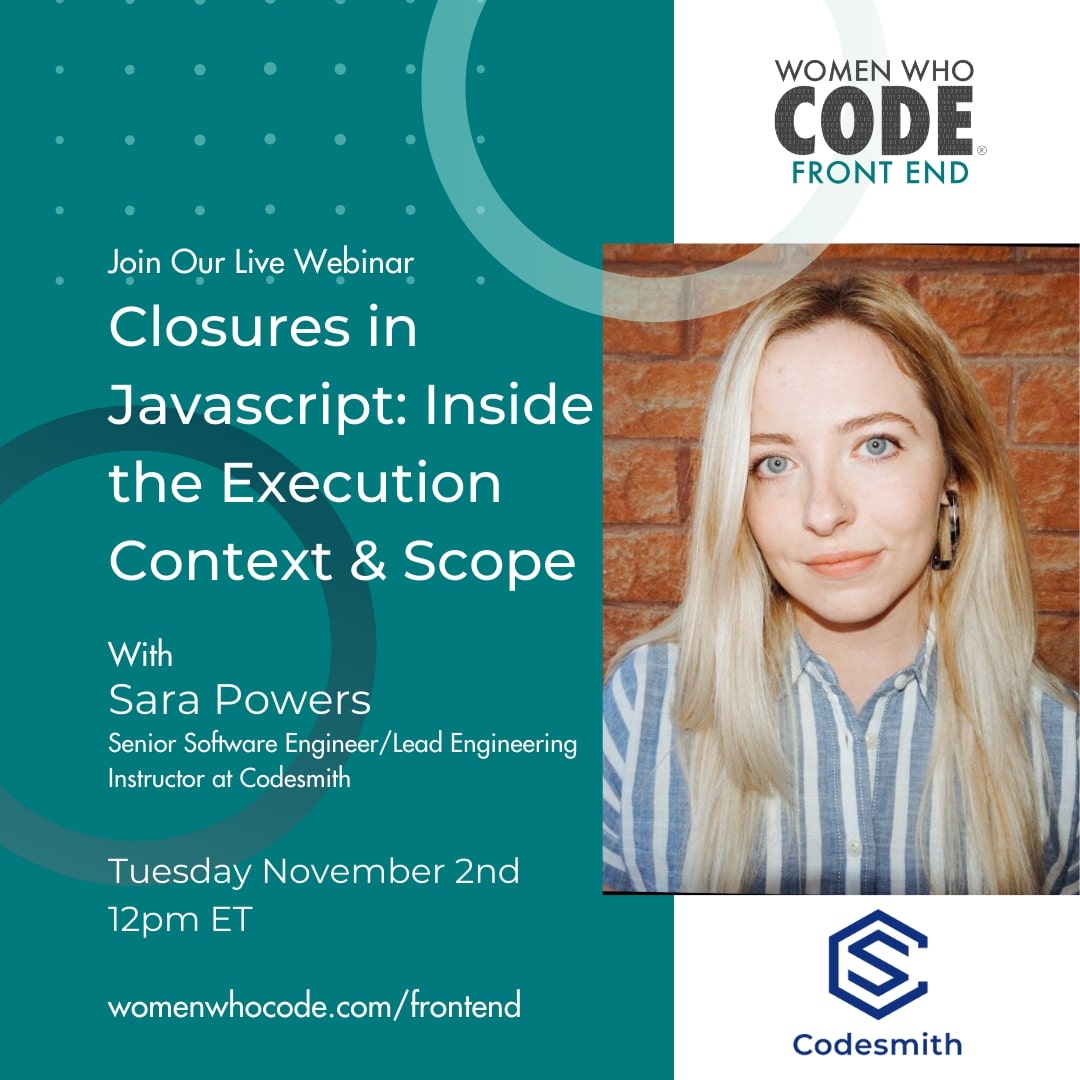 WOMEN WHO
CODE®
FRONT END
Join Our Live Webinar
Closures in
Javascript: Inside
the Execution
Context & Scope
With
Sara Powers
Senior Software Engineer/Lead Engineering
Instructor at Codesmith
Tuesday November 2nd
12pm ET
womenwhocode.com/frontend
Codesmith